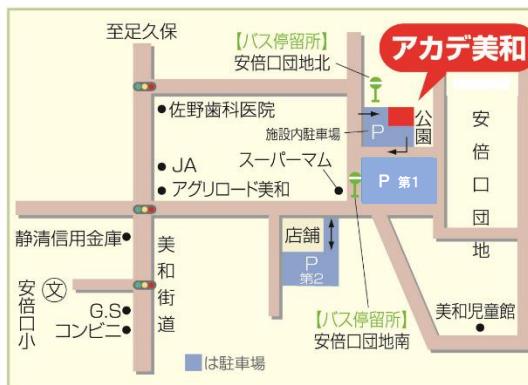 至足久保
【バス停留所】
安倍口団地北
アカデ美和
佐野歯科医院
施設内駐車場
P
公園
安倍口団地
JA
アグリロード美和
スーパーマム
P 第1
静清信用金庫
美和街道
店舗
P
第2
安倍口小
文
G.S
コンビニ
【バス停留所】
安倍口団地南
美和児童館
は駐車場